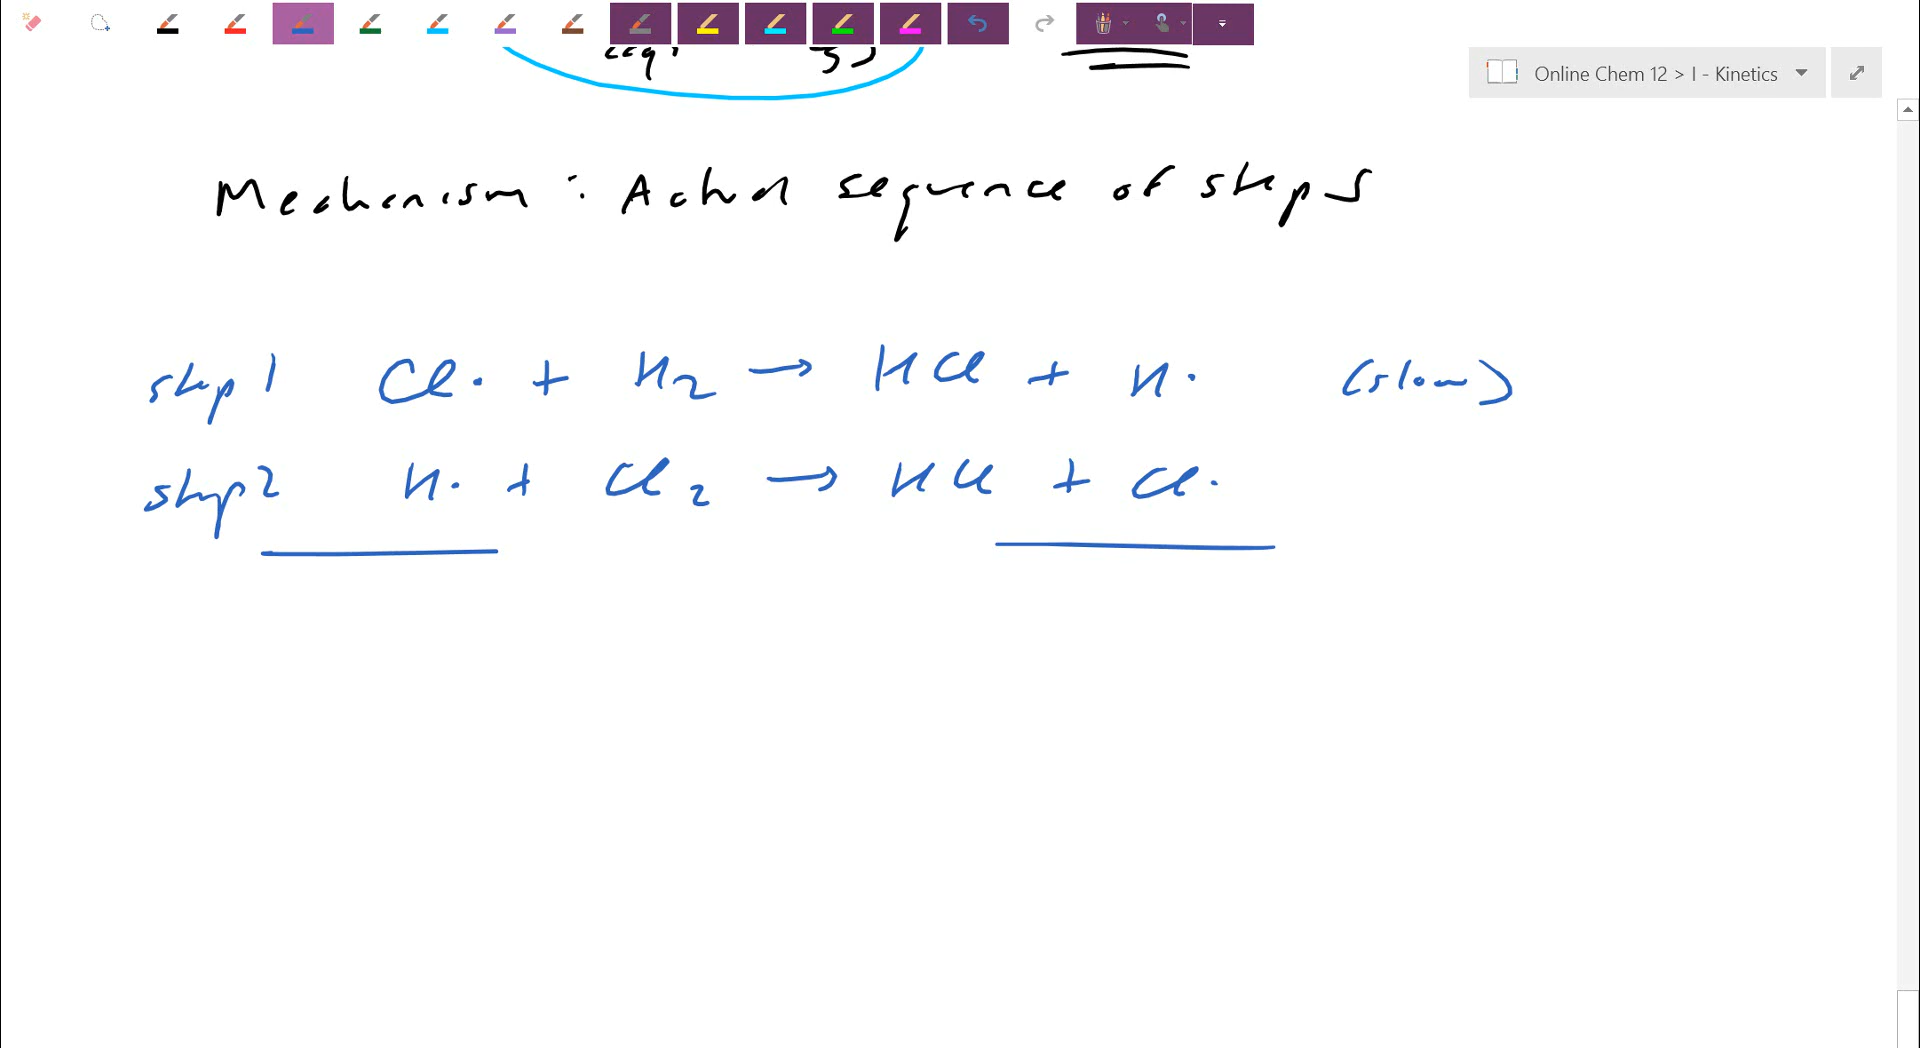 Online Chem 12 > I - Kinetics
Mechanism : Actual sequence of steps
step 1 Cl· + H2 → HCl + H· (slow)
step 2 H· + Cl2 → HCl + Cl·